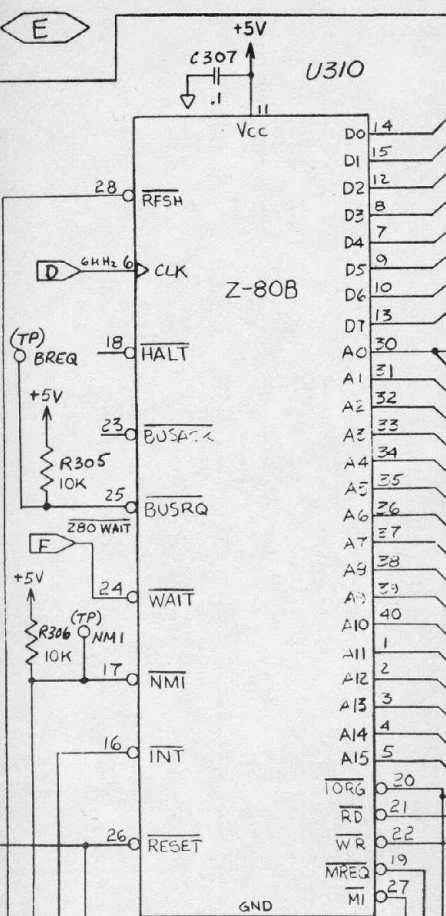 E
+5V
C307
.1
U310
11
Vcc
D0 14
D1 15
D2 12
D3 8
D4 7
D5 9
D6 10
D7 13
A0 30
A1 31
A2 32
A3 33
A4 34
A5 35
A6 36
A7 37
A8 38
A9 39
A10 40
A11 1
A12 2
A13 3
A14 4
A15 5
IORG 20
RD 21
WR 22
MREQ 19
M1 27
28 RFSH
D 6MHz 6 CLK
Z-80B
(TP)
BREQ
18 HALT
+5V
23 BUSACK
R305
10K
25 BUSRQ
Z80 WAIT
F
24 WAIT
+5V
R306
10K
(TP)
NMI
17 NMI
16 INT
26 RESET
GND